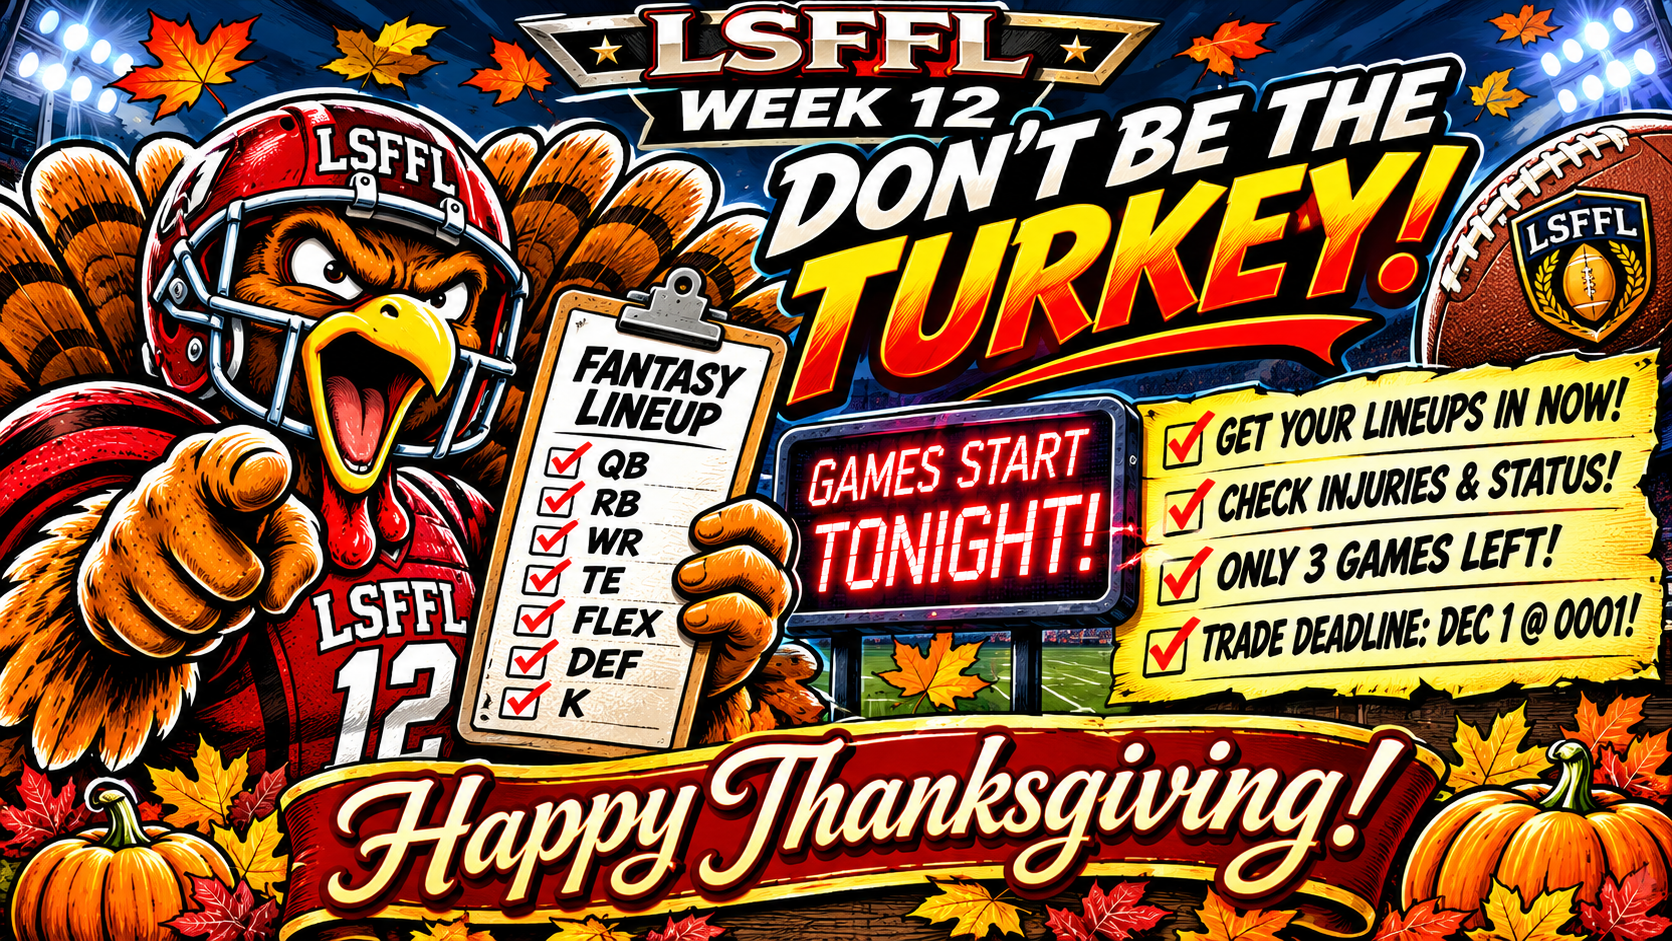 LSFFL
WEEK 12
DON'T BE THE
TURKEY!
LSFFL
LSFFL
FANTASY
LINEUP
QB
RB
WR
TE
FLEX
DEF
K
GAMES START
TONIGHT!
GET YOUR LINEUPS IN NOW!
CHECK INJURIES & STATUS!
ONLY 3 GAMES LEFT!
TRADE DEADLINE: DEC 1 @ 0001!
LSFFL
12
Happy Thanksgiving!